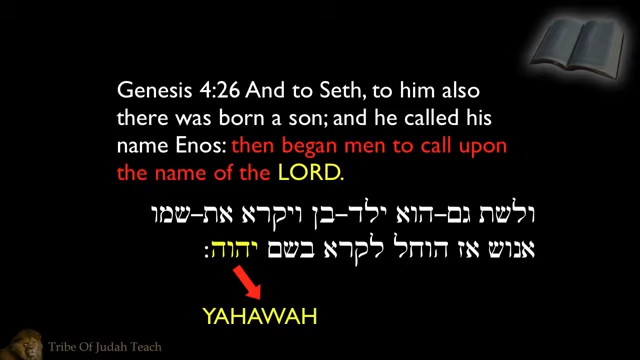 Genesis 4:26 And to Seth, to him also
there was born a son; and he called his
name Enos: then began men to call upon
the name of the LORD.
ולשת גם–הוא ילד–בן ויקרא את–שמו
אנוש אז הוחל לקרא בשם יהוה:
YAHAWAH
Tribe Of Judah Teach